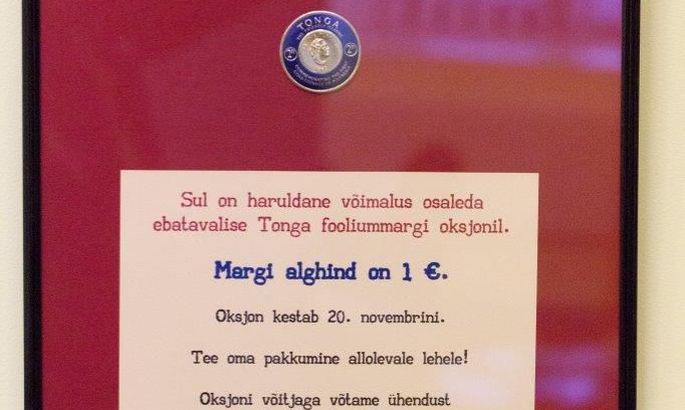 TONGA
Sul on haruldane võimalus osaleda
ebatavalise Tonga fooliummargi oksjonil.
Margi alghind on 1 €.
Oksjon kestab 20. novembrini.
Tee oma pakkumine allolevale lehele!
Oksjoni võitjaga võtame ühendust